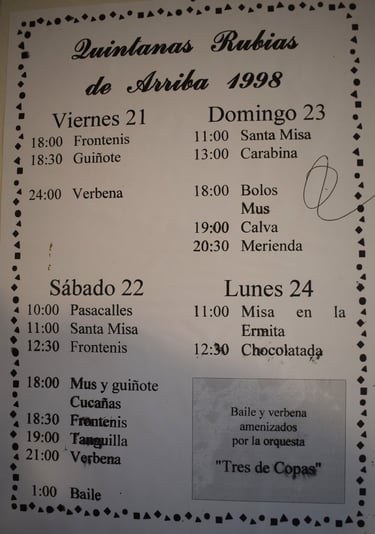 Quintanas Rubias
de Arriba 1998
Viernes 21
18:00 Frontenis
18:30 Guiñote
24:00 Verbena
Domingo 23
11:00 Santa Misa
13:00 Carabina
18:00 Bolos
Mus
19:00 Calva
20:30 Merienda
Sábado 22
10:00 Pasacalles
11:00 Santa Misa
12:30 Frontenis
18:00 Mus y guiñote
Cucañas
18:30 Frontenis
19:00 Tanguilla
21:00 Verbena
1:00 Baile
Lunes 24
11:00 Misa en la
Ermita
12:30 Chocolatada
Baile y verbena
amenizados
por la orquesta
"Tres de Copas"